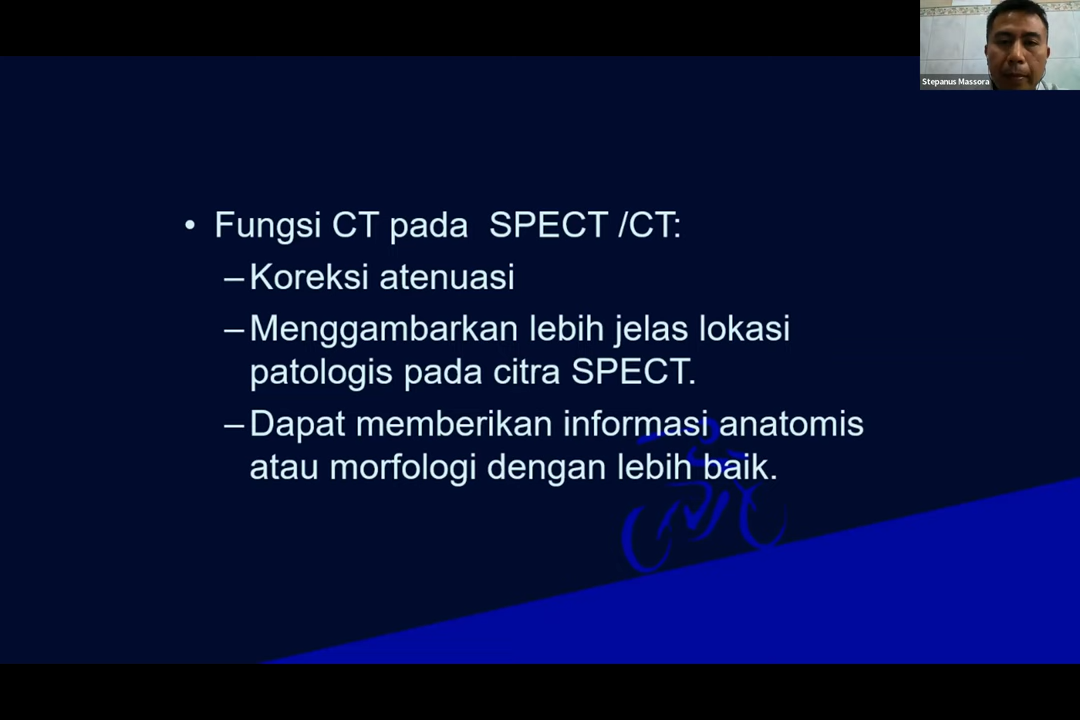 Stepanus Massora
• Fungsi CT pada  SPECT /CT:
–Koreksi atenuasi
–Menggambarkan lebih jelas lokasi
patologis pada citra SPECT.
–Dapat memberikan informasi anatomis
atau morfologi dengan lebih baik.